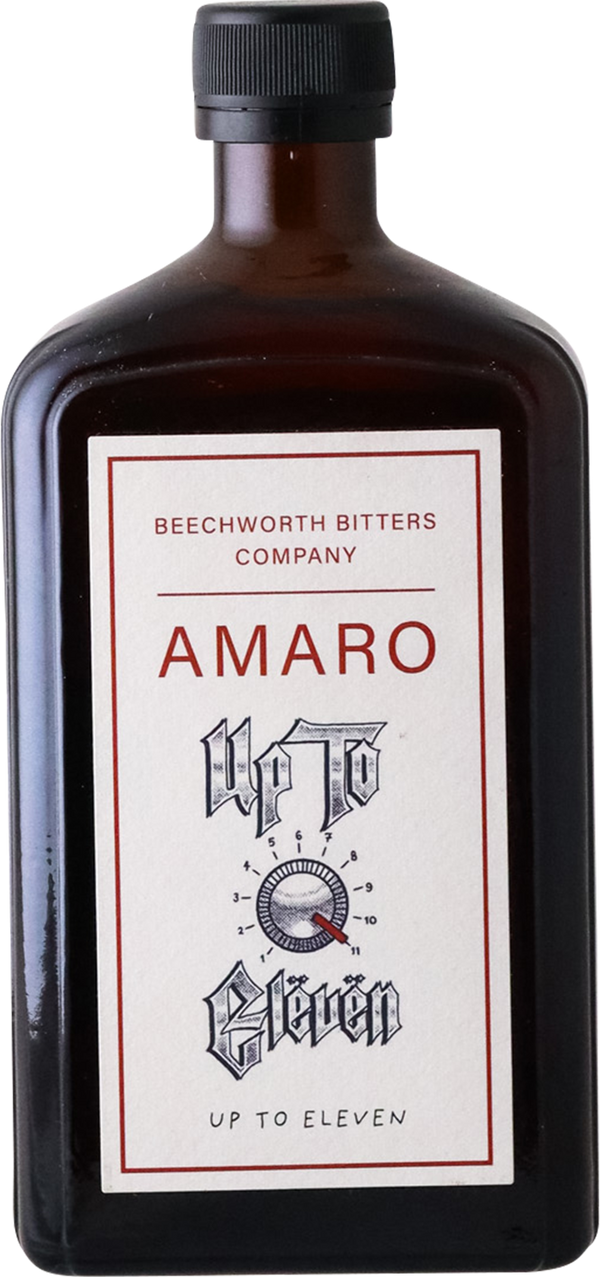 BEECHWORTH BITTERS
COMPANY
AMARO
Up To
5 6 7
4 8
3 9
2 10
1 11
Elëvën
UP TO ELEVEN